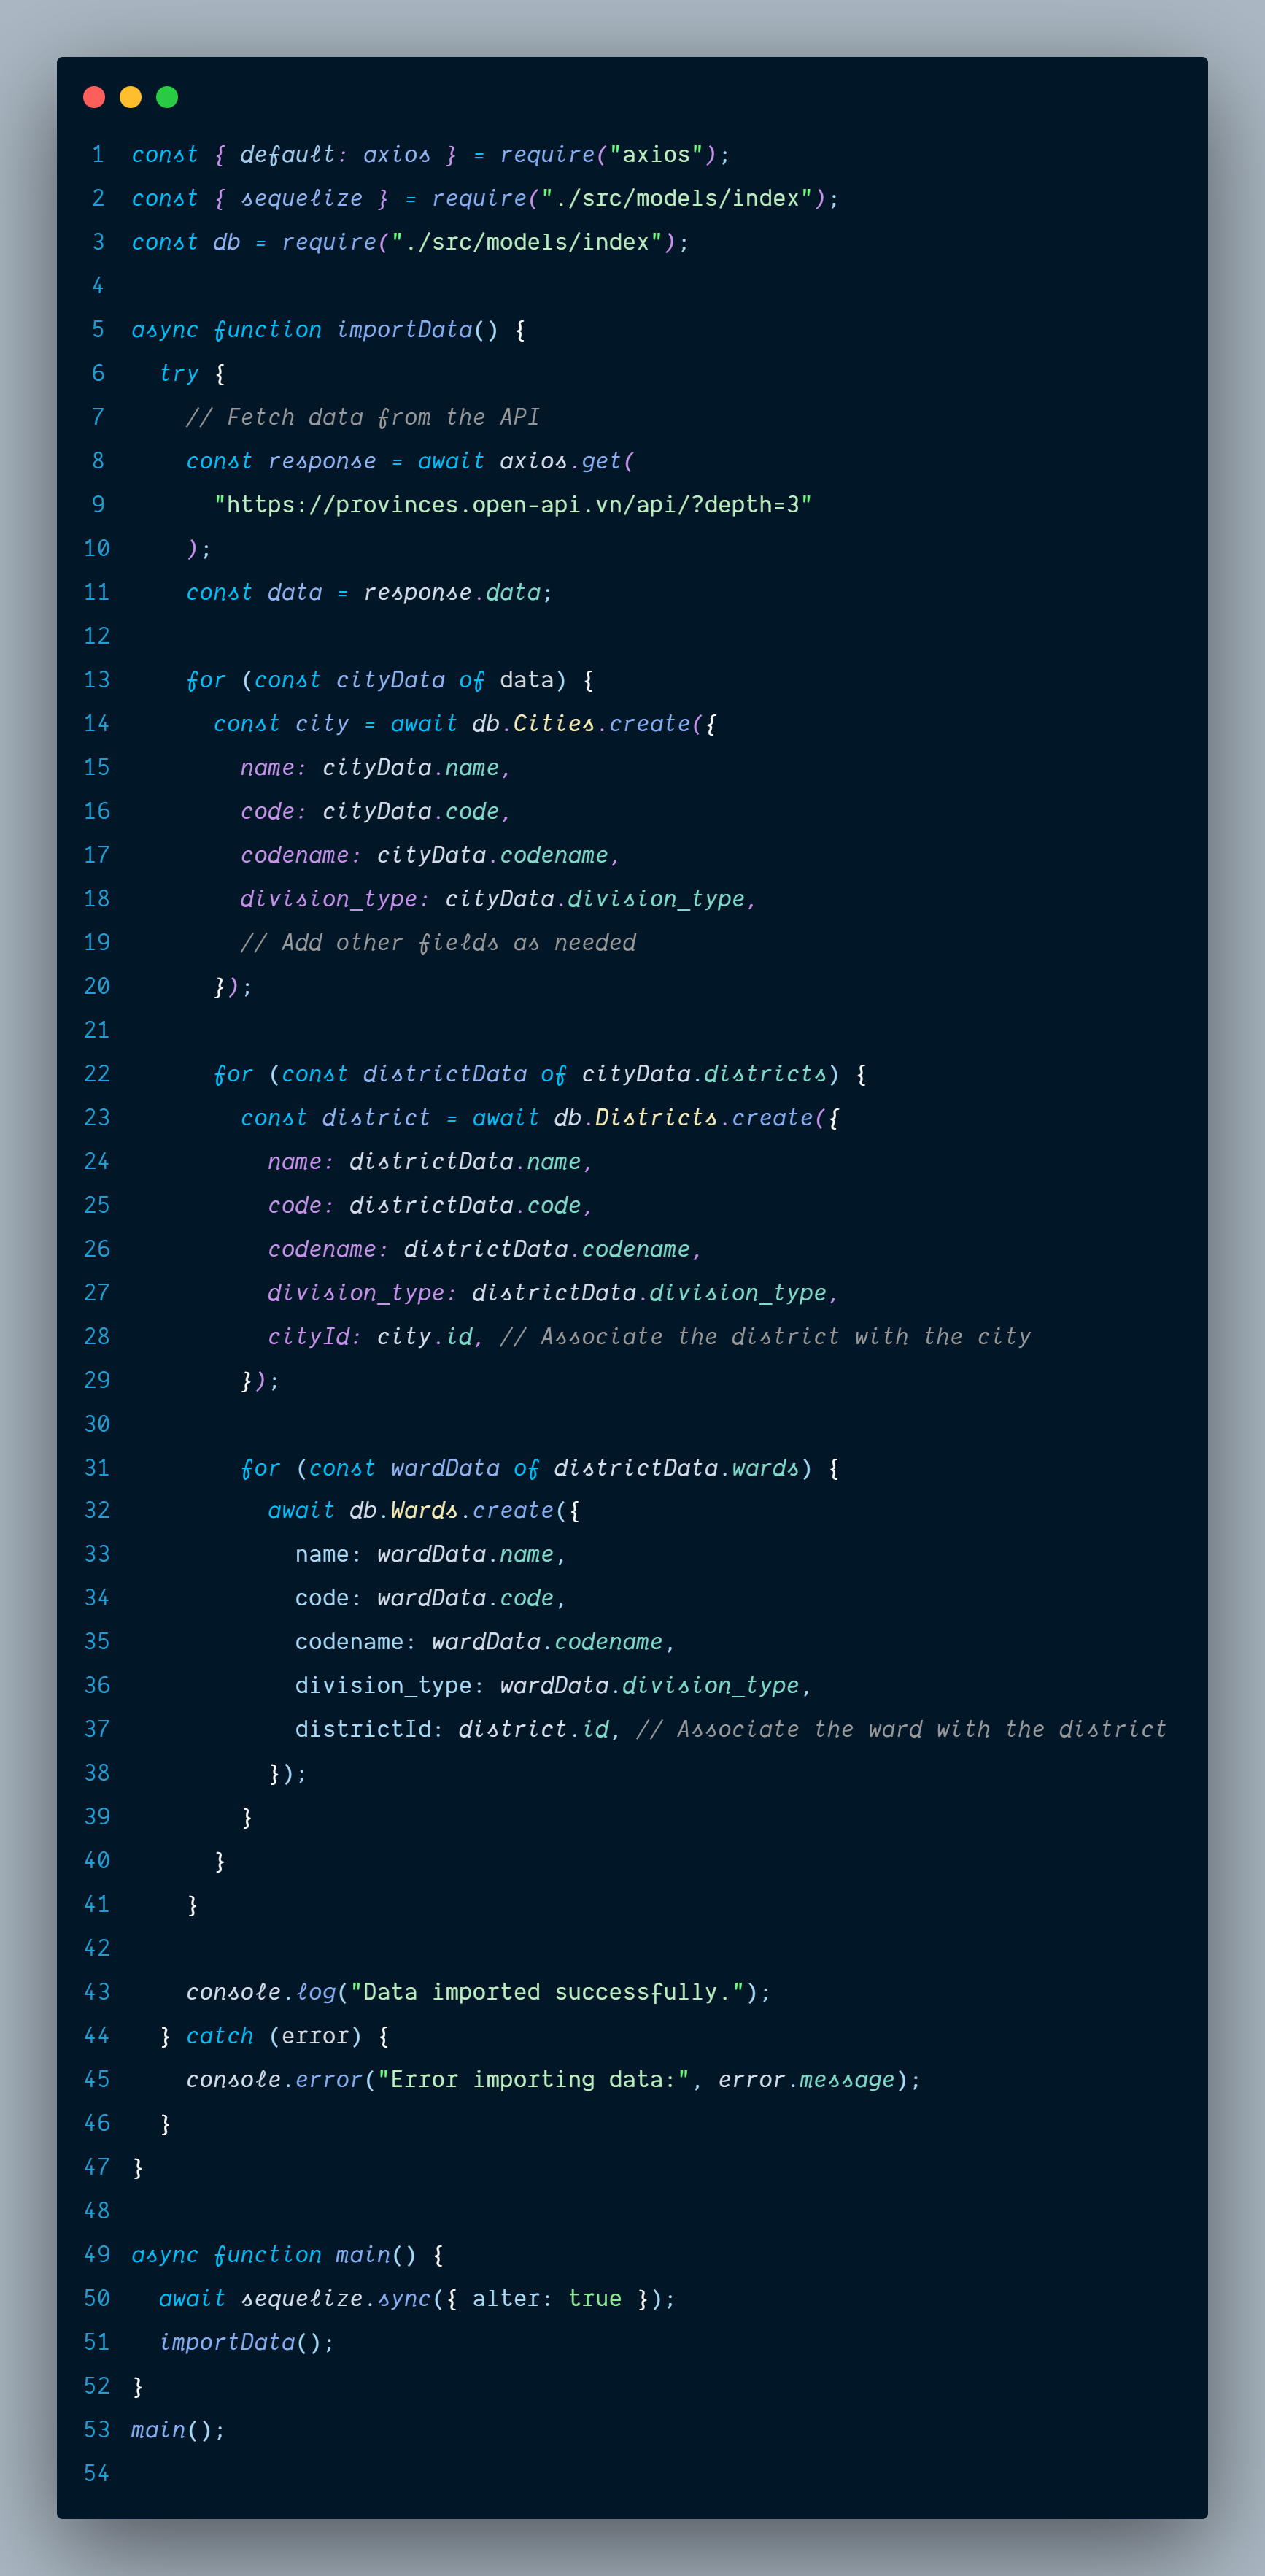 1 const { default: axios } = require("axios");
2 const { sequelize } = require("./src/models/index");
3 const db = require("./src/models/index");
4
5 async function importData() {
6   try {
7     // Fetch data from the API
8     const response = await axios.get(
9       "https://provinces.open-api.vn/api/?depth=3"
10     );
11     const data = response.data;
12
13     for (const cityData of data) {
14       const city = await db.Cities.create({
15         name: cityData.name,
16         code: cityData.code,
17         codename: cityData.codename,
18         division_type: cityData.division_type,
19         // Add other fields as needed
20       });
21
22       for (const districtData of cityData.districts) {
23         const district = await db.Districts.create({
24           name: districtData.name,
25           code: districtData.code,
26           codename: districtData.codename,
27           division_type: districtData.division_type,
28           cityId: city.id, // Associate the district with the city
29         });
30
31         for (const wardData of districtData.wards) {
32           await db.Wards.create({
33             name: wardData.name,
34             code: wardData.code,
35             codename: wardData.codename,
36             division_type: wardData.division_type,
37             districtId: district.id, // Associate the ward with the district
38           });
39         }
40       }
41     }
42
43     console.log("Data imported successfully.");
44   } catch (error) {
45     console.error("Error importing data:", error.message);
46   }
47 }
48
49 async function main() {
50   await sequelize.sync({ alter: true });
51   importData();
52 }
53 main();
54